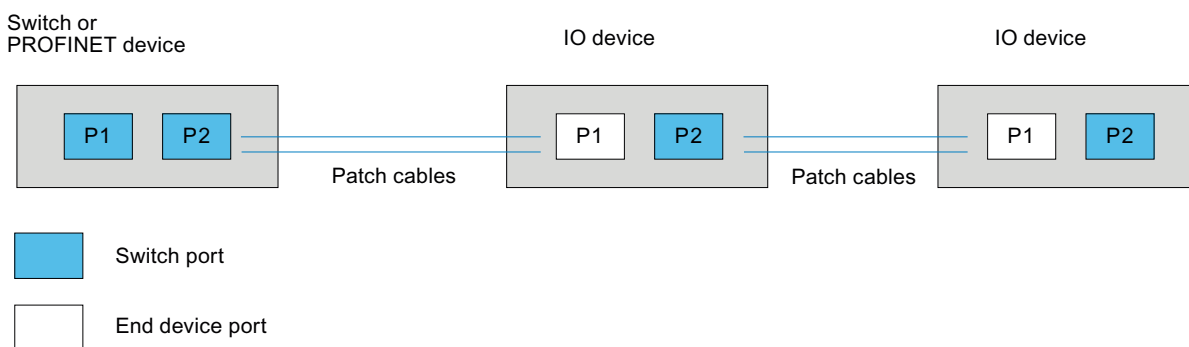 Switch or
PROFINET device
IO device
IO device
P1
P2
P1
P2
P1
P2
Patch cables
Patch cables
Switch port
End device port